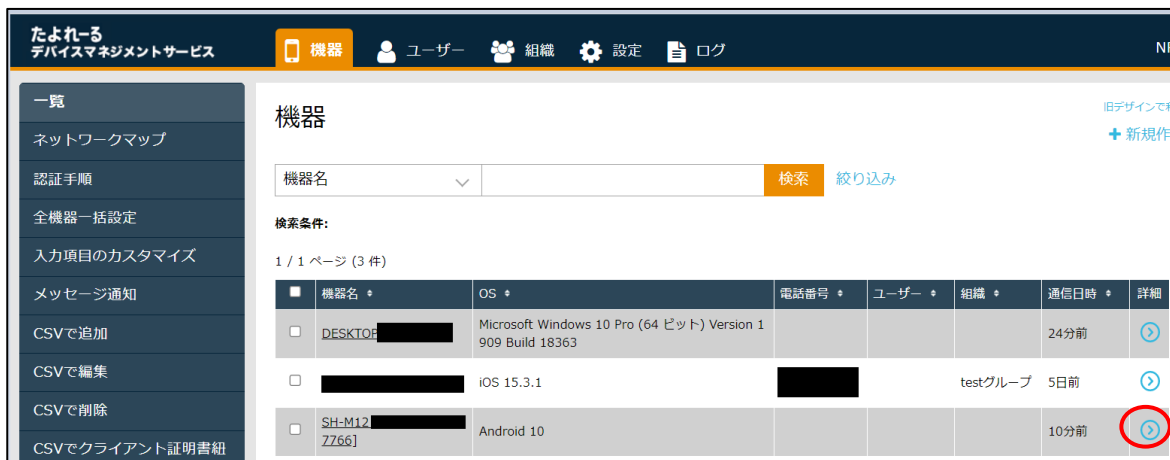 たよれーる
デバイスマネジメントサービス
機器
ユーザー
組織
設定
ログ
一覧
ネットワークマップ
認証手順
全機器一括設定
入力項目のカスタマイズ
メッセージ通知
CSVで追加
CSVで編集
CSVで削除
CSVでクライアント証明書紐
機器
旧デザインで
+ 新規作
機器名
検索
絞り込み
検索条件:
1 / 1 ページ (3 件)
機器名 OS 電話番号 ユーザー 組織 通信日時 詳細
DESKTOP Microsoft Windows 10 Pro (64 ビット) Version 1
909 Build 18363 24分前
iOS 15.3.1 testグループ 5日前
SH-M12
7766] Android 10 10分前